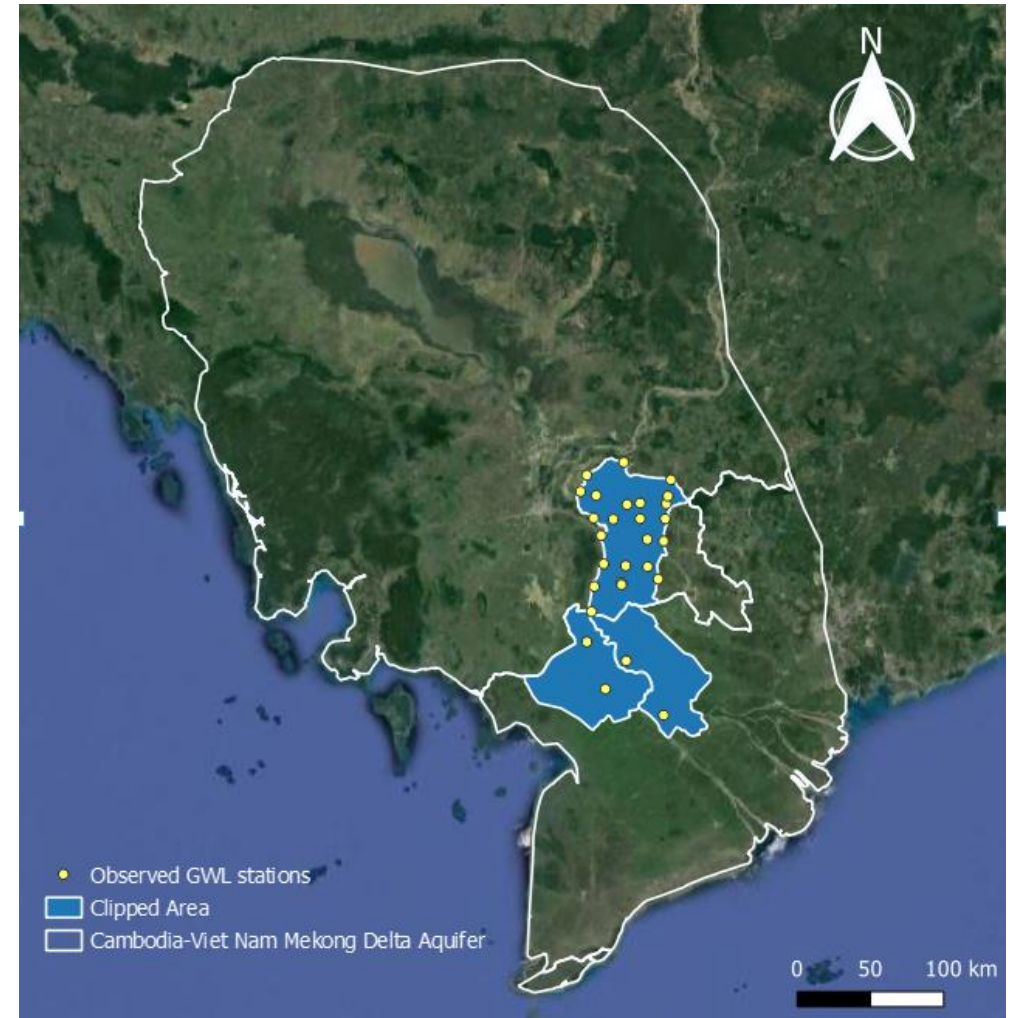 N
Observed GWL stations
Clipped Area
Cambodia-Viet Nam Mekong Delta Aquifer
0 50 100 km